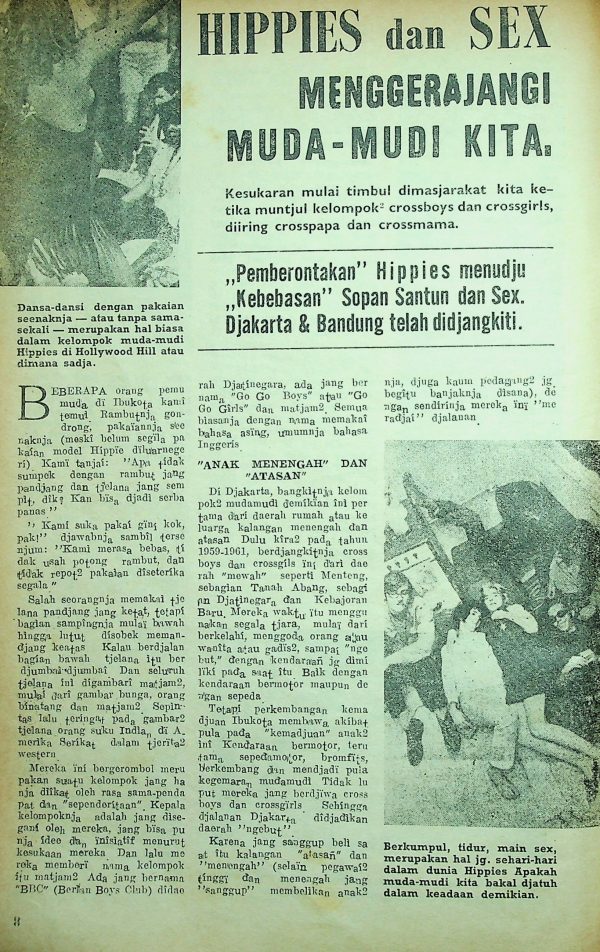 HIPPIES dan SEX
MENGGERAJANGI
MUDA-MUDI KITA.
Kesukaran mulai timbul dimasjarakat kita ke-
tika muntjul kelompok² crossboys dan crossgirls,
diiring crosspapa dan crossmama.
„Pemberontakan" Hippies menudju
„Kebebasan" Sopan Santun dan Sex.
Djakarta & Bandung telah didjangkiti.
Dansa-dansi dengan pakaian
seenaknja — atau tanpa sama-
sekali — merupakan hal biasa
dalam kelompok muda-mudi
Hippies di Hollywood Hill atau
dimana sadja.
BEBERAPA orang pemu
muda di Ibukota kami
temui Rambutnja gon-
drong, pakaiannja see
naknja (meski belum segila pa
kaian model Hippie diluarnege
ri) Kami tanjai: "Apa tidak
sumpek dengan rambut jang
pandjang dan tjelana jang sem
pit, dik? Kan bisa djadi serba
panas"
" Kami suka pakai gini kok,
pak!" djawabnja sambil terse
njum: "Kami merasa bebas, ti
dak usah potong rambut, dan
tidak repot2 pakaian diseterika
segala"
Salah seorangnja memakai tje
lana pandjang jang ketat, tetapi
bagian sampingnja mulai bawah
hingga lutut disobek meman-
djang keatas Kalau berdjalan
bagian bawah tjelana itu ber
djumbai-djumbai Dan seluruh
tjelana ini digambari matjam2,
mulai dari gambar bunga, orang
binatang dan matjam2. Sepin-
tas lalu teringat pada gambar2
tjelana orang suku Indian di A-
merika Serikat dalam tjerita2
western
Mereka ini bergerombol meru
pakan suatu kelompok jang ha
nja diikat oleh rasa sama-penda
pat dan "sependeritaan". Kepala
kelompoknja adalah jang dise-
gani oleh mereka, jang bisa pu
nja idee dan inisiatif menurut
kesukaan mereka Dan lalu me
reka memberi nama kelompok
itu matjam2 Ada jang bernama
"BBC" (Berlan Boys Club) didae
rah Djatinegara, ada jang ber
nama "Go Go Boys" atau "Go
Go Girls" dan matjam2. Semua
biasanja dengan nama memakai
bahasa asing, umumnja bahasa
Inggeris
"ANAK MENENGAH" DAN
"ATASAN"
Di Djakarta, bangkitnja kelom
pok2 mudamudi demikian ini per
tama dari daerah rumah atau ke
luarga kalangan menengah dan
atasan Dulu kira2 pada tahun
1959-1961, berdjangkitnja cross
boys dan crossgils ini dari dae
rah "mewah" seperti Menteng,
sebagian Tanah Abang, sebagi
an Djatinegara dan Kebajoran
Baru. Mereka waktu itu menggu
nakan segala tjara, mulai dari
berkelahi, menggoda orang atau
wanita atau gadis2, sampai "nge
but," dengan kendaraan jg dimi
liki pada saat itu Baik dengan
kendaraan bermotor maupun de
ngan sepeda
Tetapi perkembangan kema
djuan Ibukota membawa akibat
pula pada "kemadjuan" anak2
ini Kendaraan bermotor, teru
tama sepedamotor, bromfits,
berkembang dan mendjadi pula
kegemaran mudamudi Tidak lu
put mereka jang berdjiwa cross
boys dan crossgirls Sehingga
djalanan Djakarta didjadikan
daerah "ngebut"
Karena jang sanggup beli sa
at itu kalangan "atasan" dan
"menengah" (selain pegawai2
tinggi dan menengah jang
"sanggup" membelikan anak2
nja, djuga kaum pedagang2 jg
begitu banjaknja disana), de
ngan sendirinja mereka ini "me
radjai" djalanan
Berkumpul, tidur, main sex,
merupakan hal jg. sehari-hari
dalam dunia Hippies Apakah
muda-mudi kita bakal djatuh
dalam keadaan demikian.
8